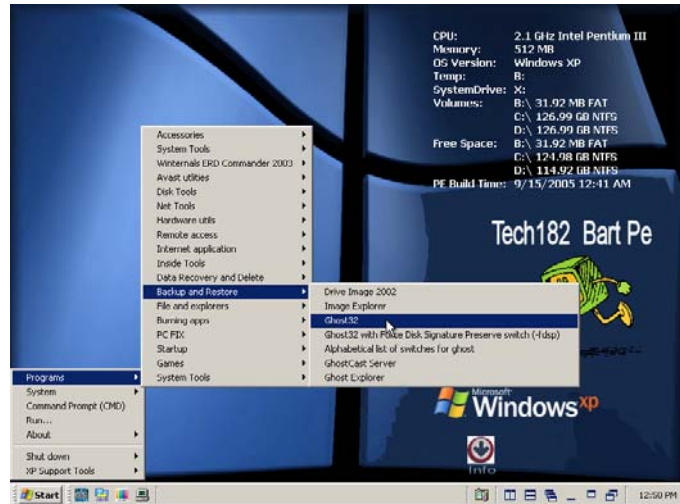 CPU: 2.1 GHz Intel Pentium III
Memory: 512 MB
OS Version: Windows XP
Temp: B:
SystemDrive: X:
Volumes: B:\ 31.92 MB FAT
C:\ 126.99 GB NTFS
D:\ 126.99 GB NTFS
Free Space: B:\ 31.92 MB FAT
C:\ 124.98 GB NTFS
D:\ 114.92 GB NTFS
PE Build Time: 9/15/2005 12:41 AM
Tech182 Bart Pe
Accessories
System Tools
Winternals ERD Commander 2003
Avast utlities
Disk Tools
Net Tools
Hardware utils
Remote access
Internet application
Inside Tools
Data Recovery and Delete
Backup and Restore
File and explorers
Burning apps
PC FIX
Startup
Games
System Tools
Drive Image 2002
Image Explorer
Ghost32
Ghost32 with Force Disk Signature Preserve switch (-fdsp)
Alphabetical list of switches for ghost
GhostCast Server
Ghost Explorer
Programs
System
Command Prompt (CMD)
Run...
About
Shut down
XP Support Tools
Microsoft
Windows xp
Info
Start
12:50 PM